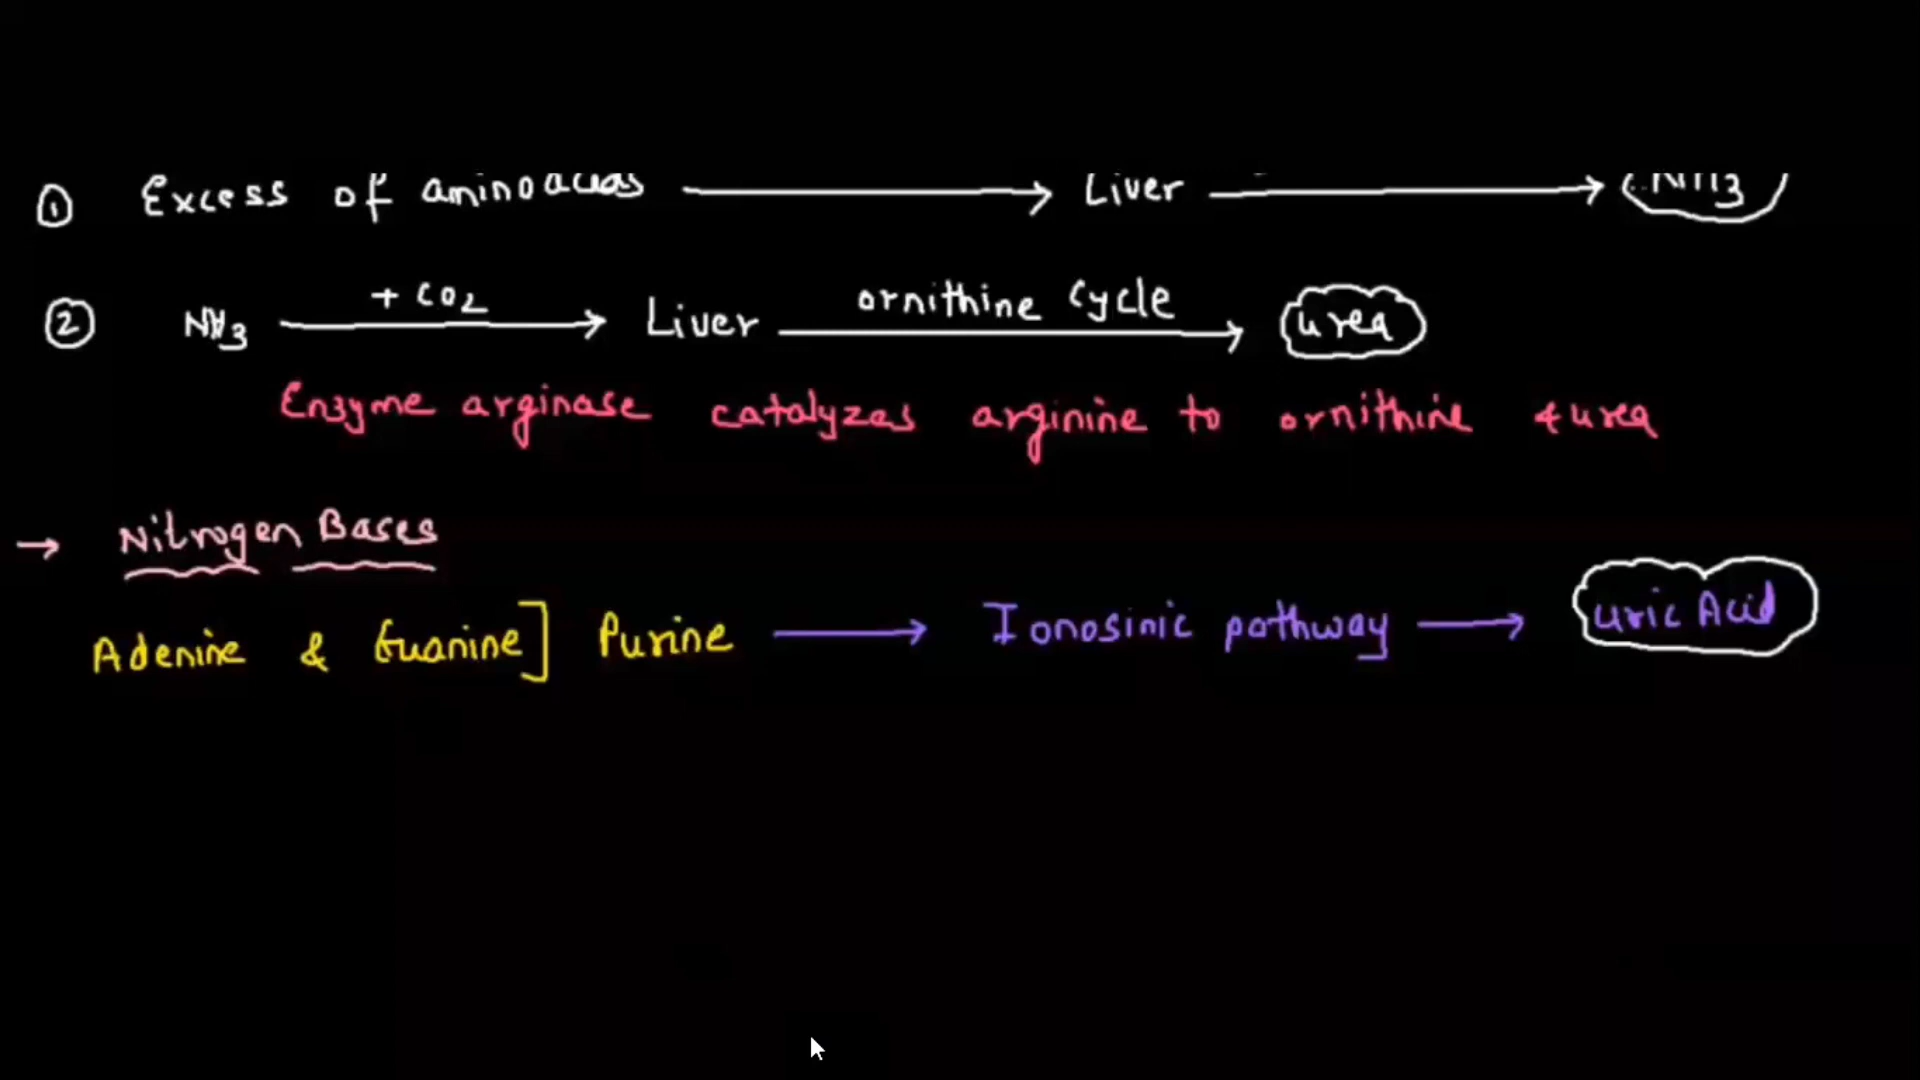 ① Excess of aminoacids → Liver → NH3
② NH3 + CO2 → Liver ornithine cycle → urea
Enzyme arginase catalyzes arginine to ornithine & urea
→ Nitrogen Bases
Adenine & Guanine] Purine → Ionosinic pathway → uric Acid